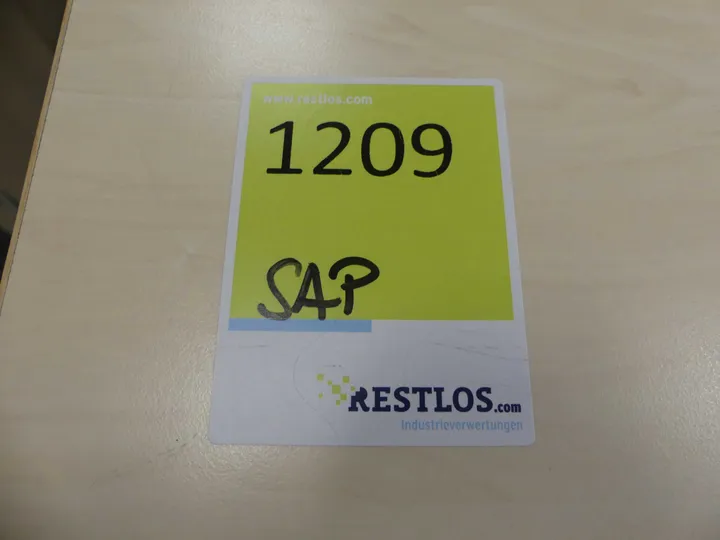 www.restlos.com
1209
SAP
RESTLOS.com
Industrieverwertungen